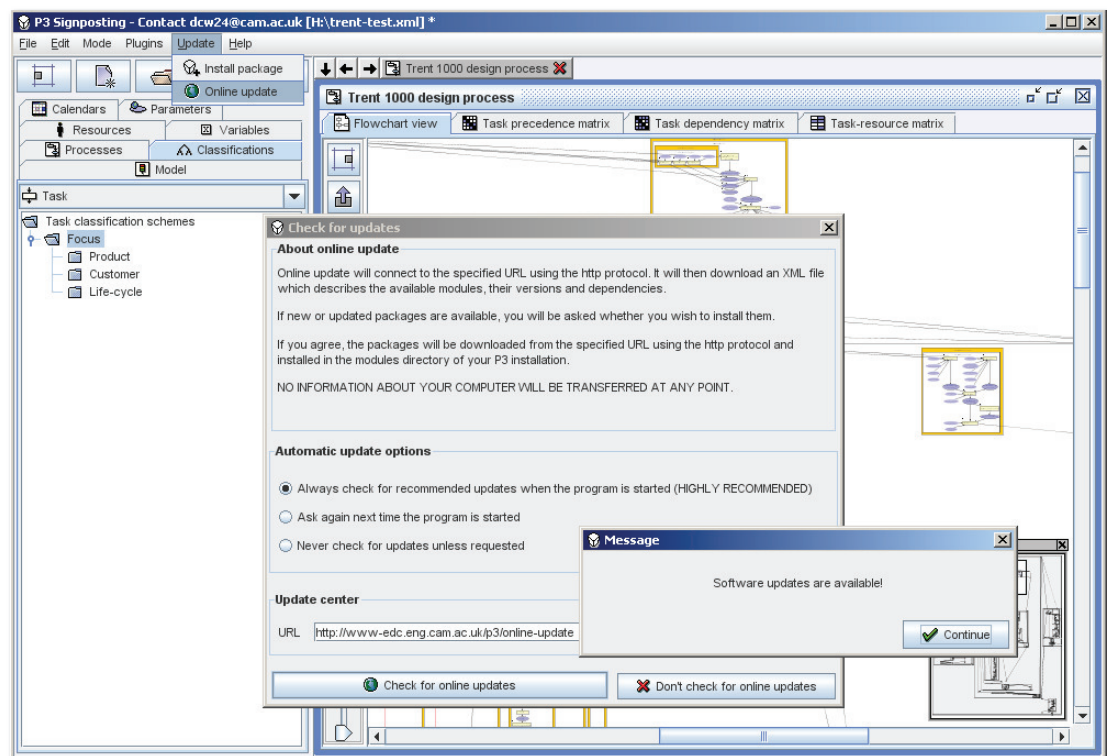 P3 Signposting - Contact dcw24@cam.ac.uk [H:\trent-test.xml] *
File Edit Mode Plugins Update Help
Install package
Online update
Calendars Parameters
Resources Variables
Processes Classifications
Model
Task
Task classification schemes
Focus
Product
Customer
Life-cycle
Trent 1000 design process
Trent 1000 design process
Flowchart view Task precedence matrix Task dependency matrix Task-resource matrix
Check for updates
About online update
Online update will connect to the specified URL using the http protocol. It will then download an XML file
which describes the available modules, their versions and dependencies.
If new or updated packages are available, you will be asked whether you wish to install them.
If you agree, the packages will be downloaded from the specified URL using the http protocol and
installed in the modules directory of your P3 installation.
NO INFORMATION ABOUT YOUR COMPUTER WILL BE TRANSFERRED AT ANY POINT.
Automatic update options
Always check for recommended updates when the program is started (HIGHLY RECOMMENDED)
Ask again next time the program is started
Never check for updates unless requested
Update center
URL http://www-edc.eng.cam.ac.uk/p3/online-update
Check for online updates Don't check for online updates
Message
Software updates are available!
Continue